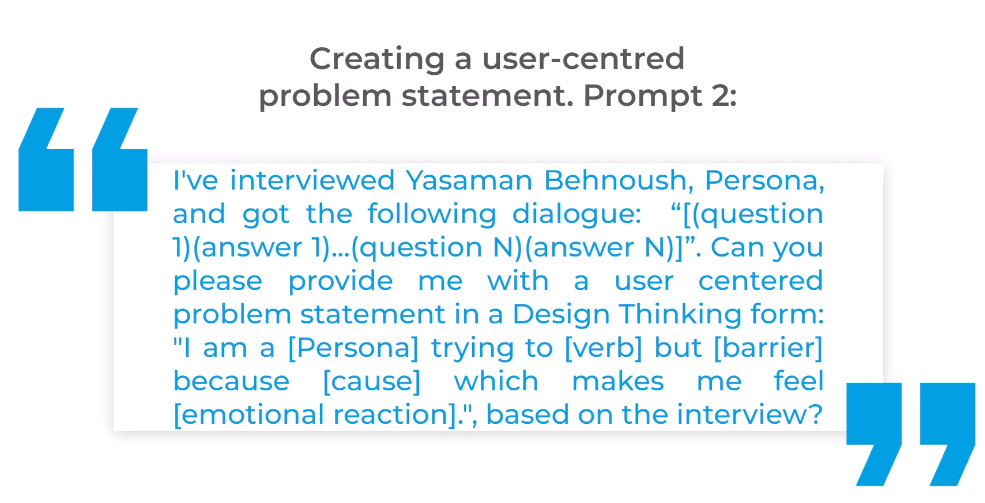 Creating a user-centred
problem statement. Prompt 2:
I've interviewed Yasaman Behnoush, Persona,
and got the following dialogue: “[(question
1)(answer 1)...(question N)(answer N)]”. Can you
please provide me with a user centered
problem statement in a Design Thinking form:
"I am a [Persona] trying to [verb] but [barrier]
because [cause] which makes me feel
[emotional reaction].", based on the interview?